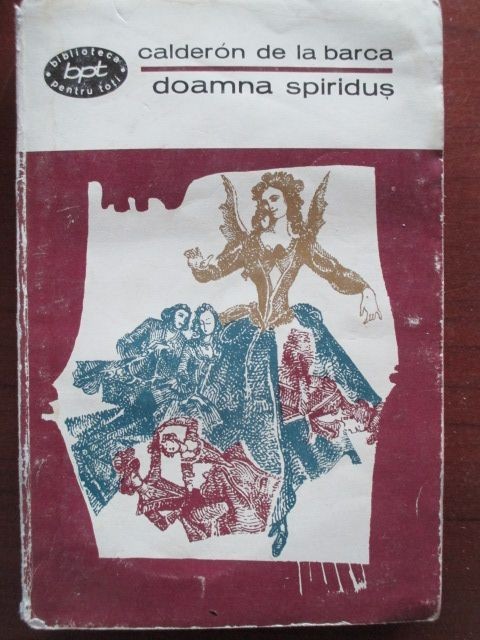 biblioteca
bpt
pentru toți
calderón de la barca
doamna spiriduș